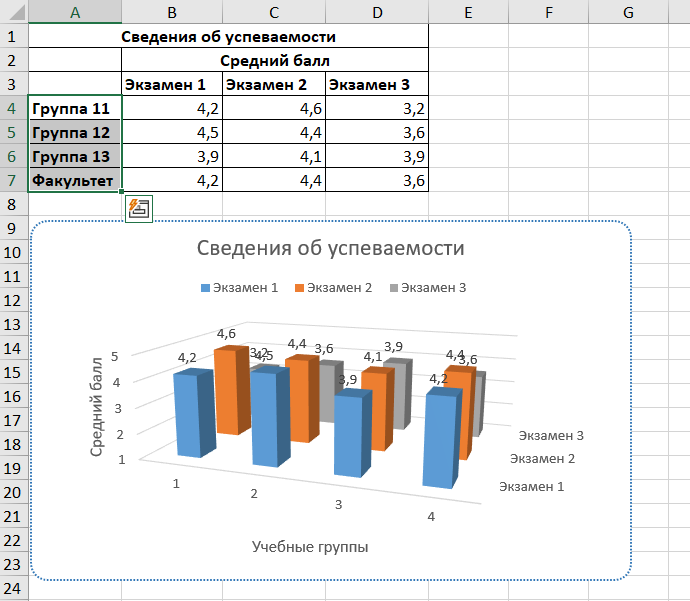 A B C D E F G
1 Сведения об успеваемости
2 Средний балл
3 Экзамен 1 Экзамен 2 Экзамен 3
4 Группа 11 4,2 4,6 3,2
5 Группа 12 4,5 4,4 3,6
6 Группа 13 3,9 4,1 3,9
7 Факультет 4,2 4,4 3,6
8
9
10
11
12
13
14
15
16
17
18
19
20
21
22
23
24
Сведения об успеваемости
Экзамен 1 Экзамен 2 Экзамен 3
4,2 4,6 3,2 4,5 4,4 3,6 3,9 4,1 3,9 4,2 4,4 3,6
Средний балл
5
4
3
2
1
Экзамен 3
Экзамен 2
Экзамен 1
1 2 3 4
Учебные группы